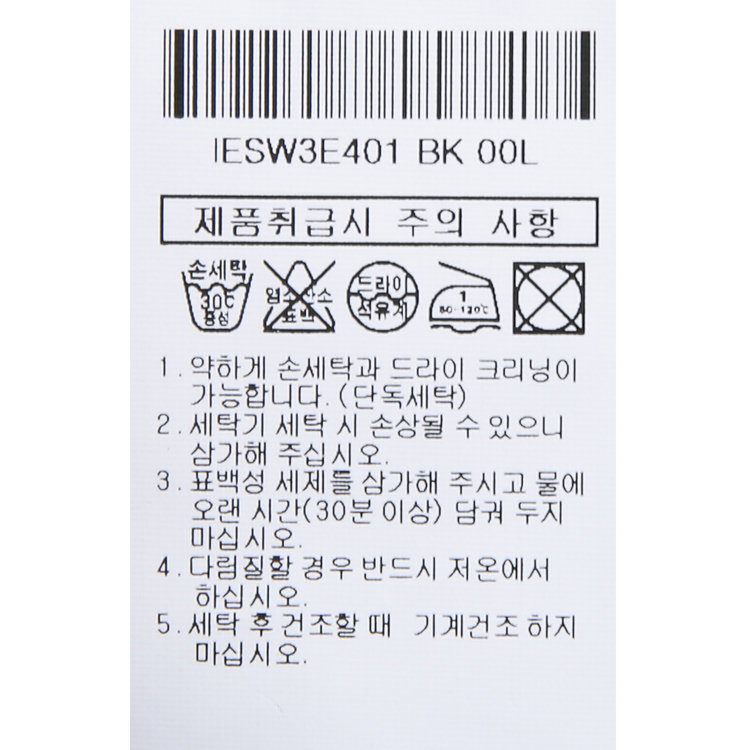 IESW3E401 BK 00L
제품취급시 주의 사항
손세탁
30℃
중성
염소산소
표백
드라이
석유계
1
80-120℃
1. 약하게 손세탁과 드라이 크리닝이
가능합니다.(단독세탁)
2. 세탁기 세탁 시 손상될 수 있으니
삼가해 주십시오.
3. 표백성 세제들 삼가해 주시고 물에
오랜 시간(30분 이상) 담궈 두지
마십시오.
4. 다림질할 경우 반드시 저온에서
하십시오.
5. 세탁 후 건조할 때 기계건조 하지
마십시오.